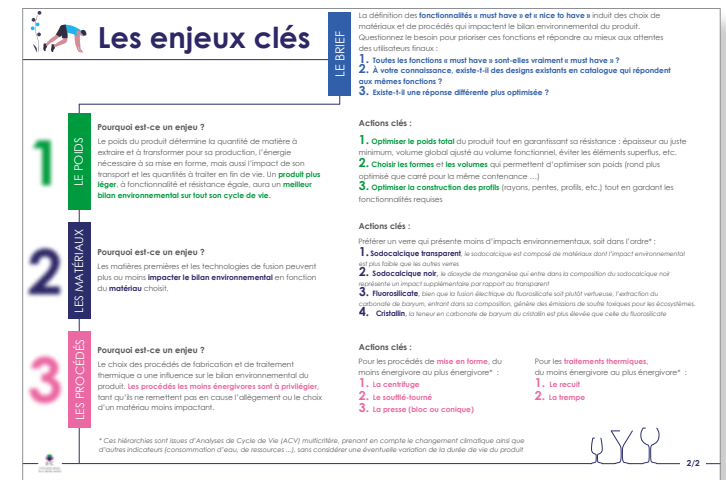 Les enjeux clés
LE BRIEF
La définition des fonctionnalités « must have » et « nice to have » induit des choix de
matériaux et de procédés qui impactent le bilan environnemental du produit.
Questionnez le besoin pour prioriser ces fonctions et répondre au mieux aux attentes
des utilisateurs finaux :
1. Toutes les fonctions « must have » sont-elles vraiment « must have » ?
2. À votre connaissance, existe-t-il des designs existants en catalogue qui répondent
aux mêmes fonctions ?
3. Existe-t-il une réponse différente plus optimisée ?
1
LE POIDS
Pourquoi est-ce un enjeu ?
Le poids du produit détermine la quantité de matière à
extraire et à transformer pour sa production, l'énergie
nécessaire à sa mise en forme, mais aussi l'impact de son
transport et les quantités à traiter en fin de vie. Un produit plus
léger, à fonctionnalité et résistance égale, aura un meilleur
bilan environnemental sur tout son cycle de vie.
Actions clés :
1. Optimiser le poids total du produit tout en garantissant sa résistance : épaisseur au juste
minimum, volume global ajusté au volume fonctionnel, éviter les éléments superflus, etc.
2. Choisir les formes et les volumes qui permettent d'optimiser son poids (rond plus
optimisé que carré pour la même contenance ...)
3. Optimiser la construction des profils (rayons, pentes, profils, etc.) tout en gardant les
fonctionnalités requises
2
LES MATÉRIAUX
Pourquoi est-ce un enjeu ?
Les matières premières et les technologies de fusion peuvent
plus ou moins impacter le bilan environnemental en fonction
du matériau choisit.
Actions clés :
Préférer un verre qui présente moins d'impacts environnementaux, soit dans l'ordre* :
1. Sodocalcique transparent, le sodocalcique est composé de matériaux dont l'impact environnemental
est plus faible que les autres verres
2. Sodocalcique noir, le dioxyde de manganèse qui entre dans la composition du sodocalcique noir
représente un impact supplémentaire par rapport au transparent
3. Fluorosilicate, bien que la fusion électrique du fluorosilicate soit plutôt vertueuse, l'extraction du
carbonate de baryum, entrant dans sa composition, génère des émissions de soufre toxiques pour les écosystèmes.
4. Cristallin, la teneur en carbonate de baryum du cristallin est plus élevée que celle du fluorosilicate
3
LES PROCÉDÉS
Pourquoi est-ce un enjeu ?
Le choix des procédés de fabrication et de traitement
thermique a une influence sur le bilan environnemental du
produit. Les procédés les moins énergivores sont à privilégier,
tant qu'ils ne remettent pas en cause l'allègement ou le choix
d'un matériau moins impactant.
Actions clés :
Pour les procédés de mise en forme, du
moins énergivore au plus énergivore* :
1. La centrifuge
2. Le soufflé-tourné
3. La presse (bloc ou conique)
Pour les traitements thermiques,
du moins énergivore au plus énergivore* :
1. Le recuit
2. La trempe
* Ces hiérarchies sont issues d'Analyses de Cycle de Vie (ACV) multicritère, prenant en compte le changement climatique ainsi que
d'autres indicateurs (consommation d'eau, de ressources ...), sans considérer une éventuelle variation de la durée de vie du produit
2/2